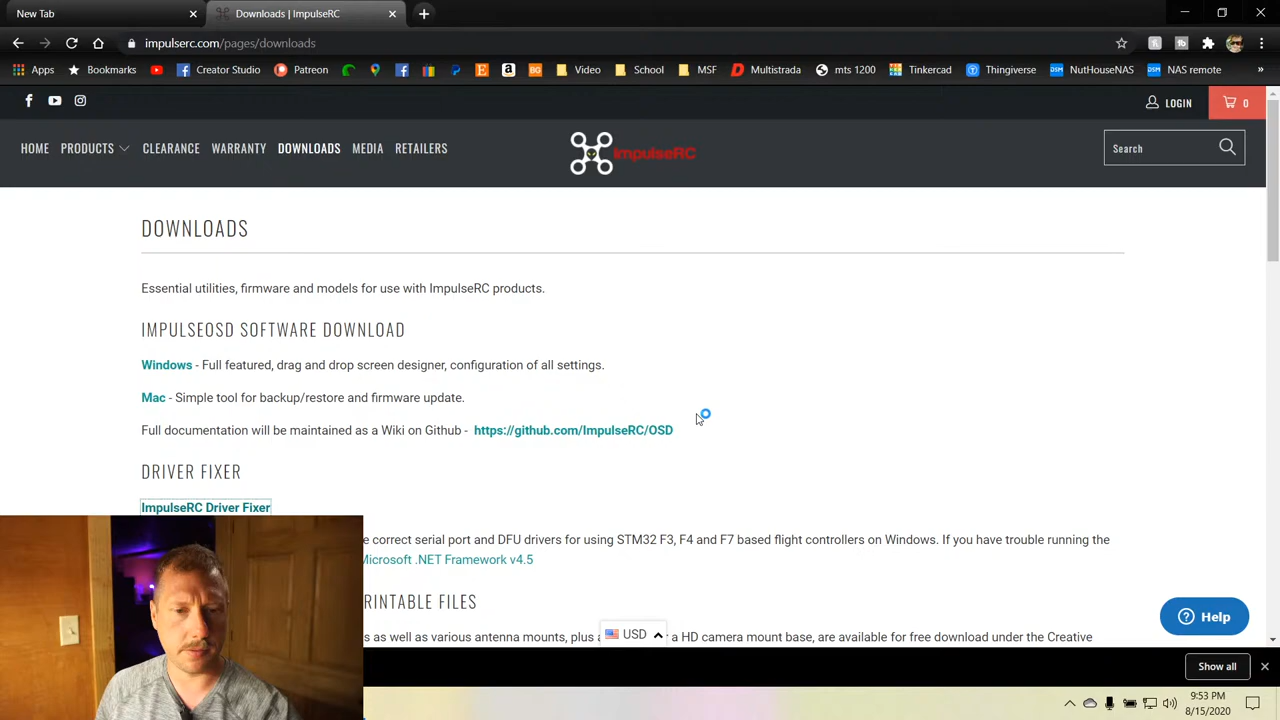 New Tab
Downloads | ImpulseRC
impulserc.com/pages/downloads
Apps Bookmarks Creator Studio Patreon Video School MSF Multistrada mts 1200 Tinkercad Thingiverse NutHouseNAS NAS remote »
LOGIN 0
HOME PRODUCTS CLEARANCE WARRANTY DOWNLOADS MEDIA RETAILERS
ImpulseRC
Search
DOWNLOADS
Essential utilities, firmware and models for use with ImpulseRC products.
IMPULSEOSD SOFTWARE DOWNLOAD
Windows - Full featured, drag and drop screen designer, configuration of all settings.
Mac - Simple tool for backup/restore and firmware update.
Full documentation will be maintained as a Wiki on Github - https://github.com/ImpulseRC/OSD
DRIVER FIXER
ImpulseRC Driver Fixer
e correct serial port and DFU drivers for using STM32 F3, F4 and F7 based flight controllers on Windows. If you have trouble running the
Microsoft .NET Framework v4.5
RINTABLE FILES
s as well as various antenna mounts, plus a
r a HD camera mount base, are available for free download under the Creative
USD
Help
Show all
9:53 PM
8/15/2020